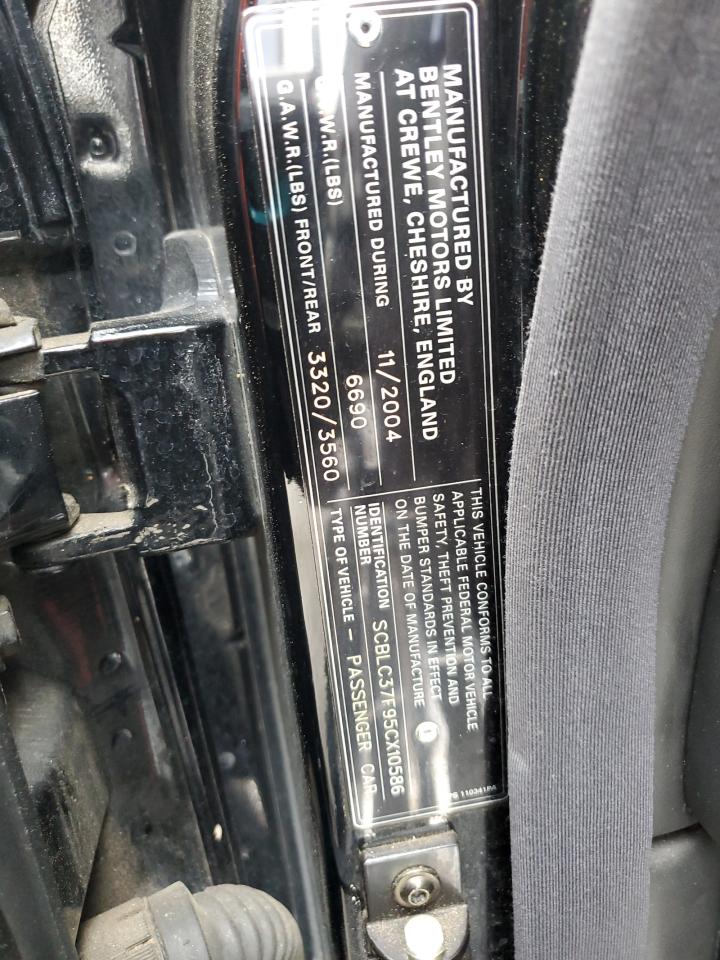 MANUFACTURED BY
BENTLEY MOTORS LIMITED
AT CREWE, CHESHIRE, ENGLAND
MANUFACTURED DURING 11/2004
G.A.W.R.(LBS) 6690
G.A.W.R.(LBS) FRONT/REAR 3320/3560
THIS VEHICLE CONFORMS TO ALL
APPLICABLE FEDERAL MOTOR VEHICLE
SAFETY, THEFT PREVENTION AND
BUMPER STANDARDS IN EFFECT
ON THE DATE OF MANUFACTURE
IDENTIFICATION
NUMBER SCBLC37F95CX10586
TYPE OF VEHICLE - PASSENGER CAR
110341PA